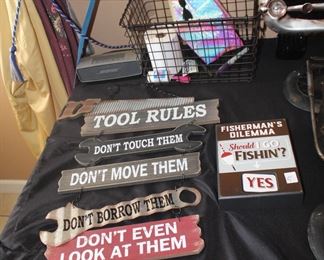 TOOL RULES
DON'T TOUCH THEM
DON'T MOVE THEM
DON'T BORROW THEM
DON'T EVEN
LOOK AT THEM
FISHERMAN'S
DILEMMA
Should I GO
FISHIN'?
YES